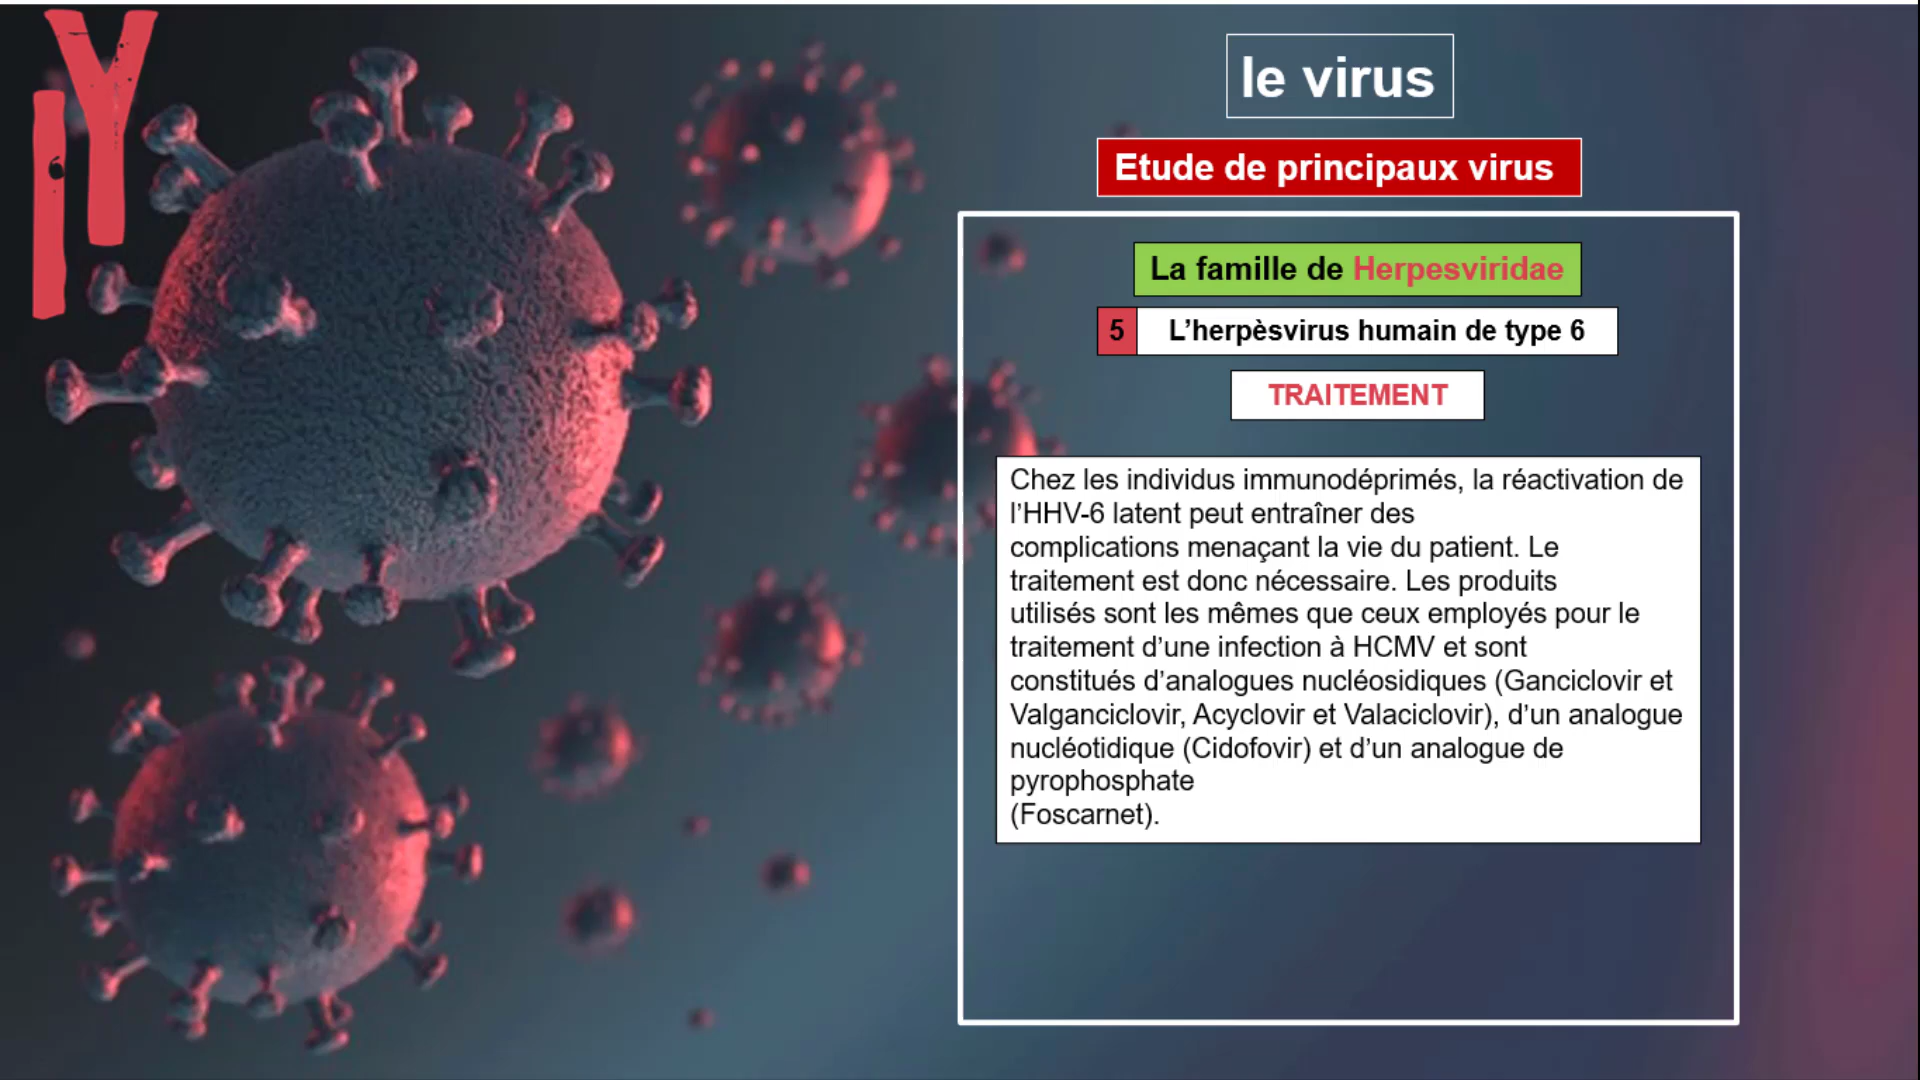 le virus
Etude de principaux virus
La famille de Herpesviridae
5 L’herpèsvirus humain de type 6
TRAITEMENT
Chez les individus immunodéprimés, la réactivation de
l’HHV-6 latent peut entraîner des
complications menaçant la vie du patient. Le
traitement est donc nécessaire. Les produits
utilisés sont les mêmes que ceux employés pour le
traitement d’une infection à HCMV et sont
constitués d’analogues nucléosidiques (Ganciclovir et
Valganciclovir, Acyclovir et Valaciclovir), d’un analogue
nucléotidique (Cidofovir) et d’un analogue de
pyrophosphate
(Foscarnet).